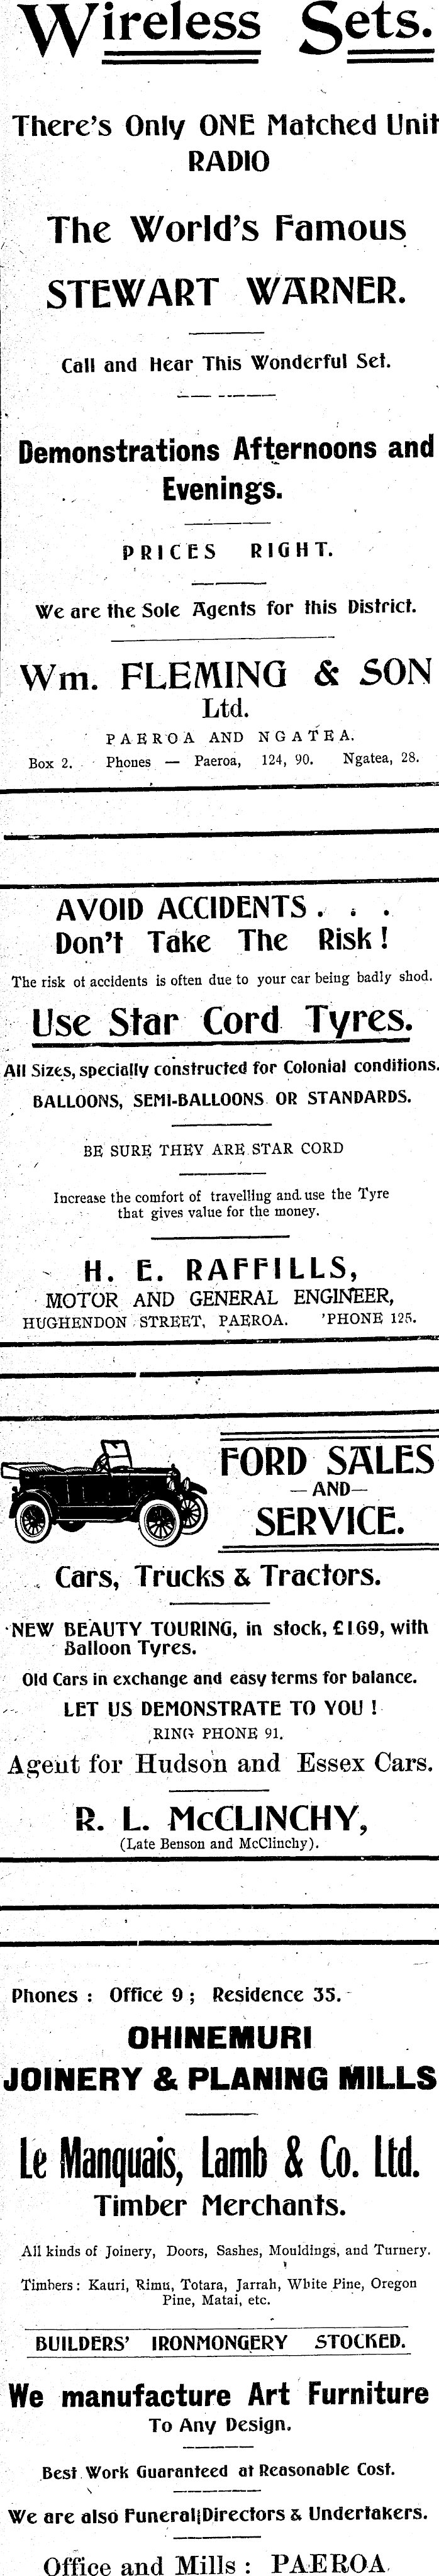 Wireless Sets.
There's Only ONE Matched Unit
RADIO
The World's Famous
STEWART WARNER.
Call and Hear This Wonderful Set.
Demonstrations Afternoons and
Evenings.
PRICES RIGHT.
We are the Sole Agents for this District.
Wm. FLEMING & SON
Ltd.
PAEROA AND NGATEA.
Box 2. Phones — Paeroa, 124, 90. Ngatea, 28.
AVOID ACCIDENTS . . .
Don't Take The Risk!
The risk of accidents is often due to your car being badly shod.
Use Star Cord Tyres.
All Sizes, specially constructed for Colonial conditions.
BALLOONS, SEMI-BALLOONS OR STANDARDS.
BE SURE THEY ARE STAR CORD
Increase the comfort of travelling and use the Tyre
that gives value for the money.
H. E. RAFFILLS,
MOTOR AND GENERAL ENGINEER,
HUGHENDON STREET, PAEROA. 'PHONE 125.
FORD SALES
—AND—
SERVICE.
Cars, Trucks & Tractors.
NEW BEAUTY TOURING, in stock, £169, with
Balloon Tyres.
Old Cars in exchange and easy terms for balance.
LET US DEMONSTRATE TO YOU!
RING PHONE 91.
Agent for Hudson and Essex Cars.
R. L. McCLINCHY,
(Late Benson and McClinchy).
Phones : Office 9 ; Residence 35.
OHINEMURI
JOINERY & PLANING MILLS
Le Manquais, Lamb & Co. Ltd.
Timber Merchants.
All kinds of Joinery, Doors, Sashes, Mouldings, and Turnery.
Timbers : Kauri, Rimu, Totara, Jarrah, White Pine, Oregon
Pine, Matai, etc.
BUILDERS' IRONMONGERY STOCKED.
We manufacture Art Furniture
To Any Design.
Best Work Guaranteed at Reasonable Cost.
We are also Funeral Directors & Undertakers.
Office and Mills : PAEROA